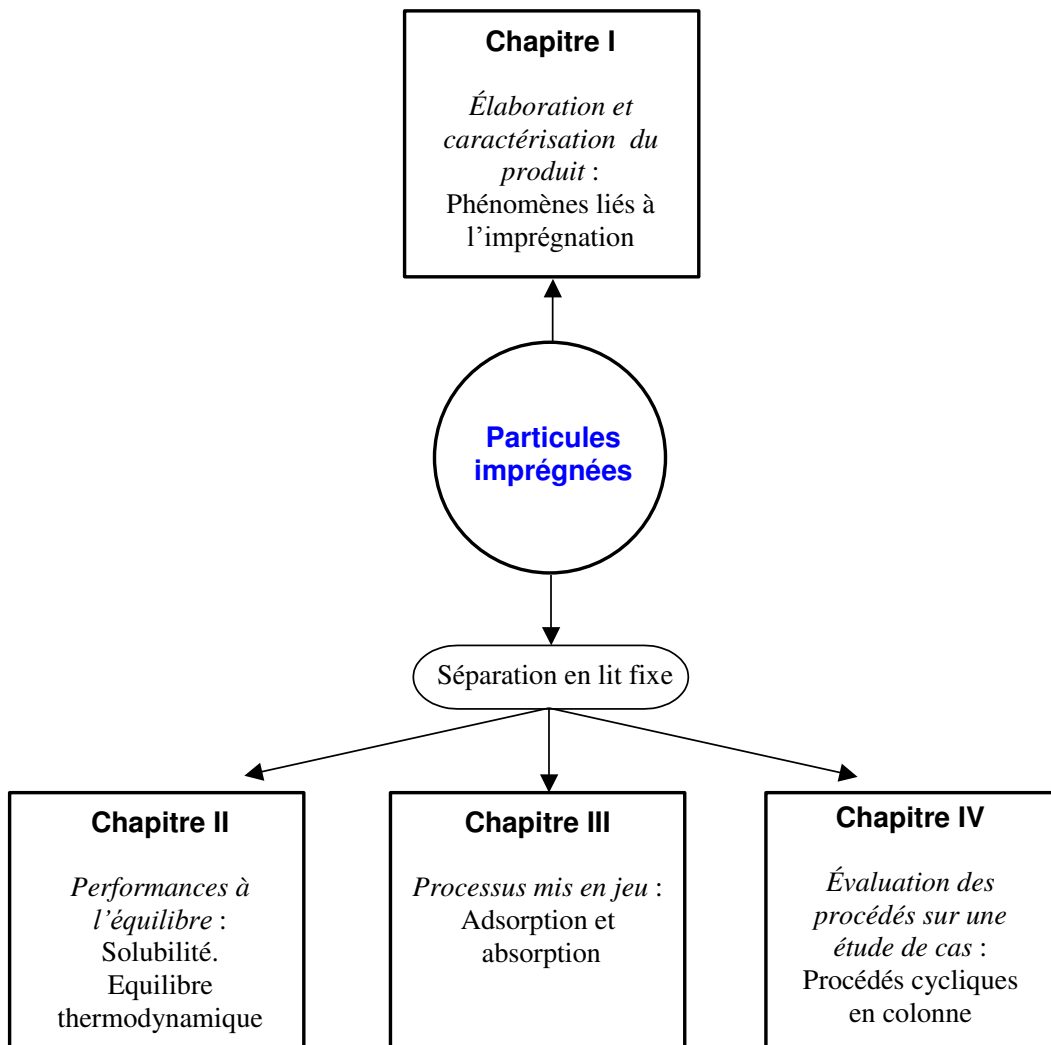 Chapitre I
Élaboration et
caractérisation du
produit :
Phénomènes liés à
l’imprégnation
Particules
imprégnées
Séparation en lit fixe
Chapitre II
Performances à
l’équilibre :
Solubilité.
Equilibre
thermodynamique
Chapitre III
Processus mis en jeu :
Adsorption et
absorption
Chapitre IV
Évaluation des
procédés sur une
étude de cas :
Procédés cycliques
en colonne